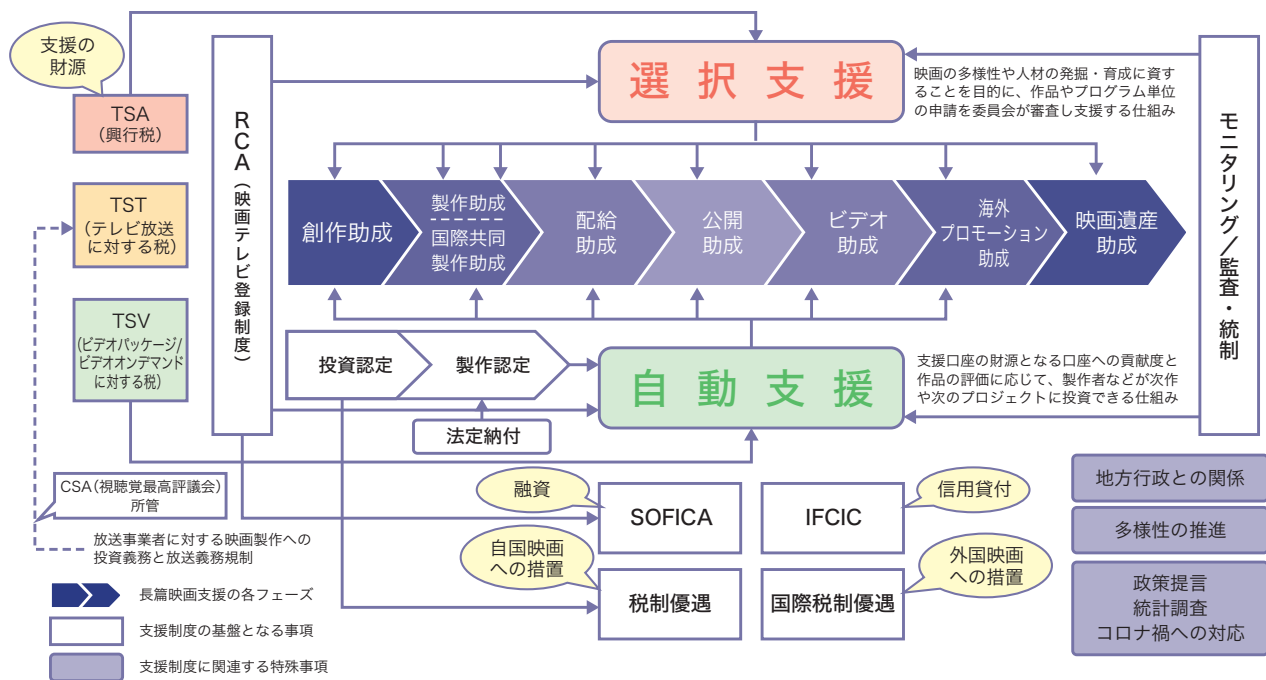 支援の
財源
TSA
（興行税）
TST
（テレビ放送
に対する税）
TSV
（ビデオパッケージ/
ビデオオンデマンド
に対する税）
CSA（視聴覚最高評議会）
所管
放送事業者に対する映画製作への
投資義務と放送義務規制
長篇映画支援の各フェーズ
支援制度の基盤となる事項
支援制度に関連する特殊事項
RCA（映画テレビ登録制度）
選択支援
映画の多様性や人材の発掘・育成に資す
ることを目的に、作品やプログラム単位
の申請を委員会が審査し支援する仕組み
創作助成
製作助成
国際共同
製作助成
配給
助成
公開
助成
ビデオ
助成
海外
プロモーション
助成
映画遺産
助成
投資認定
製作認定
法定納付
自動支援
支援口座の財源となる口座への貢献度と
作品の評価に応じて、製作者などが次作
や次のプロジェクトに投資できる仕組み
モニタリング/監査・統制
融資
SOFICA
IFCIC
信用貸付
自国映画
への措置
税制優遇
国際税制優遇
外国映画
への措置
地方行政との関係
多様性の推進
政策提言
統計調査
コロナ禍への対応